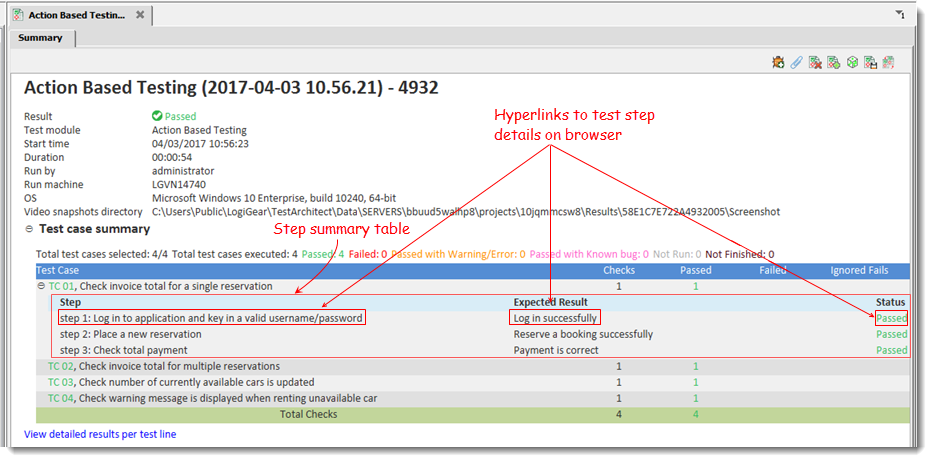 Action Based Testin...
1
Summary
Action Based Testing (2017-04-03 10.56.21) - 4932
Result Passed
Test module Action Based Testing
Start time 04/03/2017 10:56:23
Duration 00:00:54
Run by administrator
Run machine LGVN14740
OS Microsoft Windows 10 Enterprise, build 10240, 64-bit
Video snapshots directory C:\Users\Public\LogiGear\TestArchitect\Data\SERVERS\bbuud5walhp8\projects\10jqmmcsw8\Results\58E1C7E722A4932005\Screenshot
Hyperlinks to test step
details on browser
Test case summary
Step summary table
Total test cases selected: 4/4 Total test cases executed: 4 Passed: 4 Failed: 0 Passed with Warning/Error: 0 Passed with Known bug: 0 Not Run: 0 Not Finished: 0
Test Case Checks Passed Failed Ignored Fails
TC 01, Check invoice total for a single reservation 1 1
Step Expected Result Status
step 1: Log in to application and key in a valid username/password Log in successfully Passed
step 2: Place a new reservation Reserve a booking successfully Passed
step 3: Check total payment Payment is correct Passed
TC 02, Check invoice total for multiple reservations 1 1
TC 03, Check number of currently available cars is updated 1 1
TC 04, Check warning message is displayed when renting unavailable car 1 1
Total Checks 4 4
View detailed results per test line